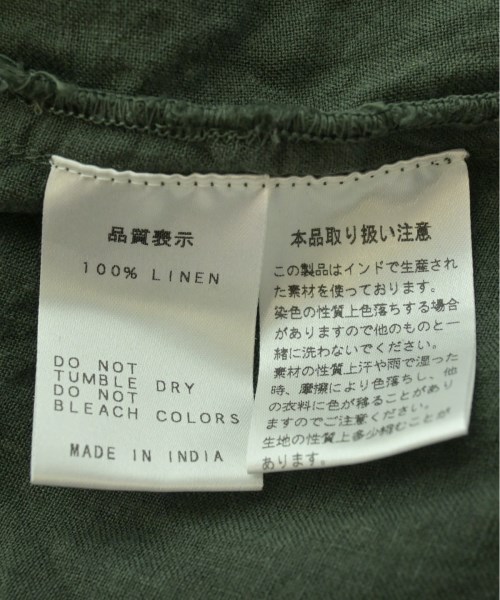 品質表示
100% LINEN
DO NOT
TUMBLE DRY
DO NOT
BLEACH COLORS
MADE IN INDIA
本品取り扱い注意
この製品はインドで生産され
た素材を使っております。
染色の性質上色落ちする場合
がありますので他のものと一
緒に洗わないでください。
素材の性質上汗や雨で湿った
時、摩擦により色落ちし、他
の衣料に色が移ることがあり
ますのでご注意ください。
生地の性質上多少縮むことが
あります。